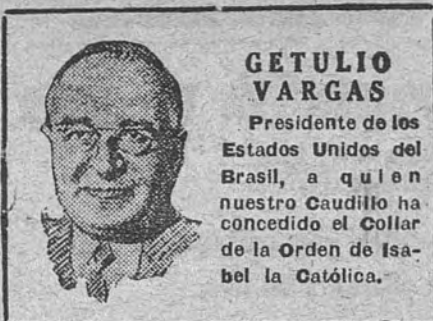 GETULIO
VARGAS
Presidente de los
Estados Unidos del
Brasil, a quien
nuestro Caudillo ha
concedido el Collar
de la Orden de Isa-
bel la Católica.